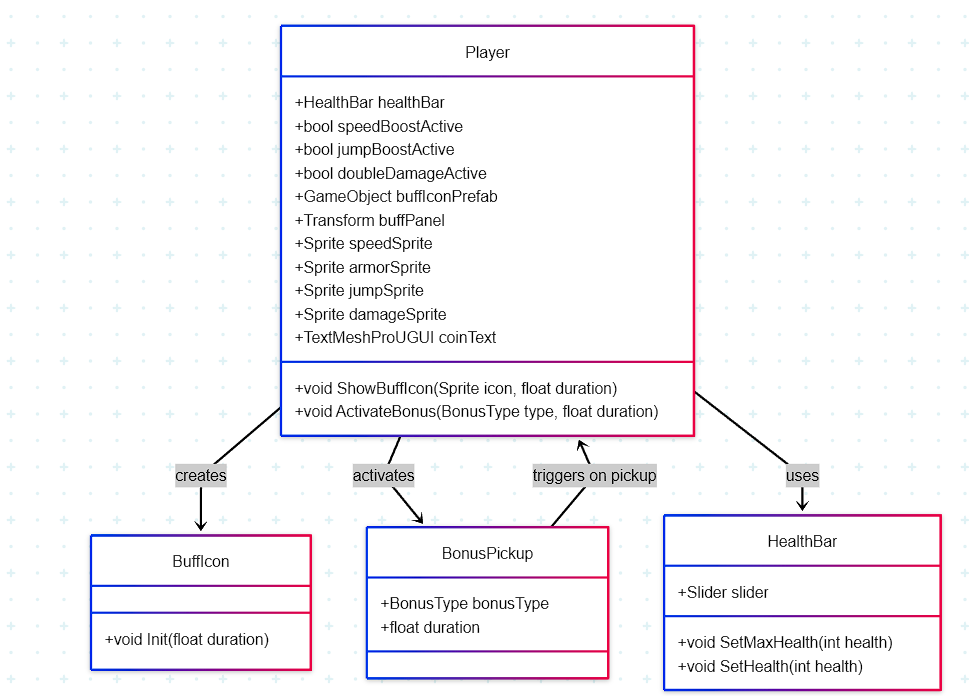 Player
+HealthBar healthBar
+bool speedBoostActive
+bool jumpBoostActive
+bool doubleDamageActive
+GameObject buffIconPrefab
+Transform buffPanel
+Sprite speedSprite
+Sprite armorSprite
+Sprite jumpSprite
+Sprite damageSprite
+TextMeshProUGUI coinText
+void ShowBuffIcon(Sprite icon, float duration)
+void ActivateBonus(BonusType type, float duration)
creates
activates
triggers on pickup
uses
BuffIcon
+void Init(float duration)
BonusPickup
+BonusType bonusType
+float duration
HealthBar
+Slider slider
+void SetMaxHealth(int health)
+void SetHealth(int health)